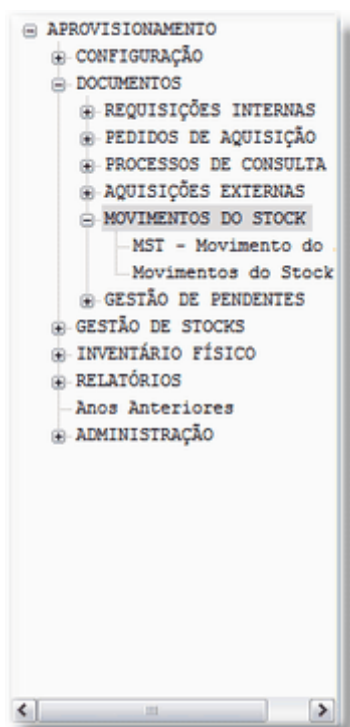 APROVISIONAMENTO
CONFIGURAÇÃO
DOCUMENTOS
REQUISIÇÕES INTERNAS
PEDIDOS DE AQUISIÇÃO
PROCESSOS DE CONSULTA
AQUISIÇÕES EXTERNAS
MOVIMENTOS DO STOCK
MST - Movimento do
Movimentos do Stock
GESTÃO DE PENDENTES
GESTÃO DE STOCKS
INVENTÁRIO FÍSICO
RELATÓRIOS
Anos Anteriores
ADMINISTRAÇÃO